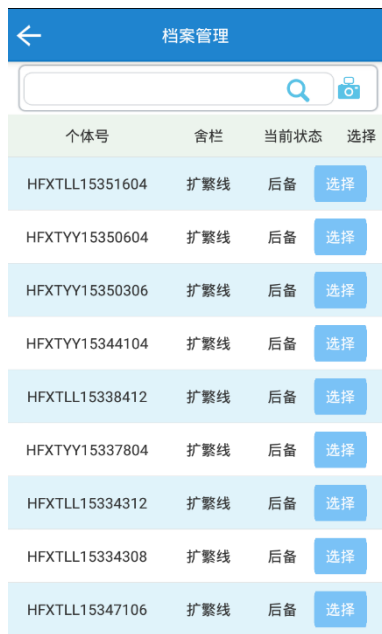 档案管理
个体号 舍栏 当前状态 选择
HFXTLL15351604 扩繁线 后备 选择
HFXTYY15350604 扩繁线 后备 选择
HFXTYY15350306 扩繁线 后备 选择
HFXTYY15344104 扩繁线 后备 选择
HFXTLL15338412 扩繁线 后备 选择
HFXTYY15337804 扩繁线 后备 选择
HFXTLL15334312 扩繁线 后备 选择
HFXTLL15334308 扩繁线 后备 选择
HFXTLL15347106 扩繁线 后备 选择